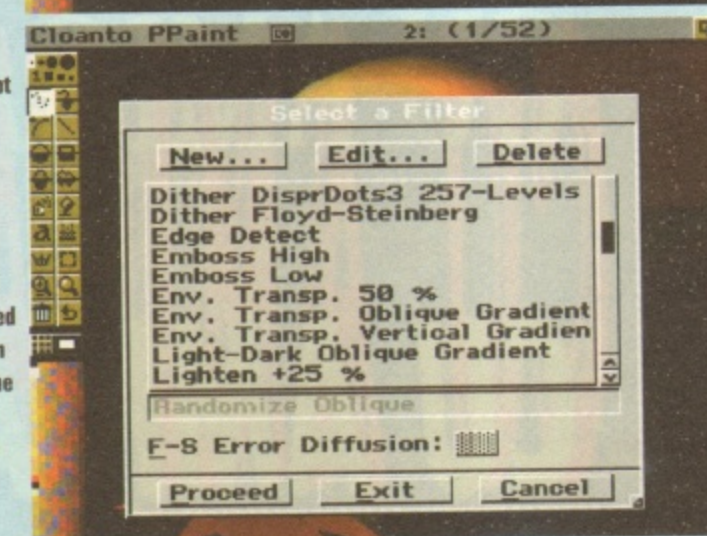 Cloanto PPaint 2: (1/52)
Select a Filter
New... Edit... Delete
Dither DisprDots3 257-Levels
Dither Floyd-Steinberg
Edge Detect
Emboss High
Emboss Low
Env. Transp. 50 %
Env. Transp. Oblique Gradient
Env. Transp. Vertical Gradien
Light-Dark Oblique Gradient
Lighten +25 %
Randomize Oblique
F-S Error Diffusion:
Proceed Exit Cancel